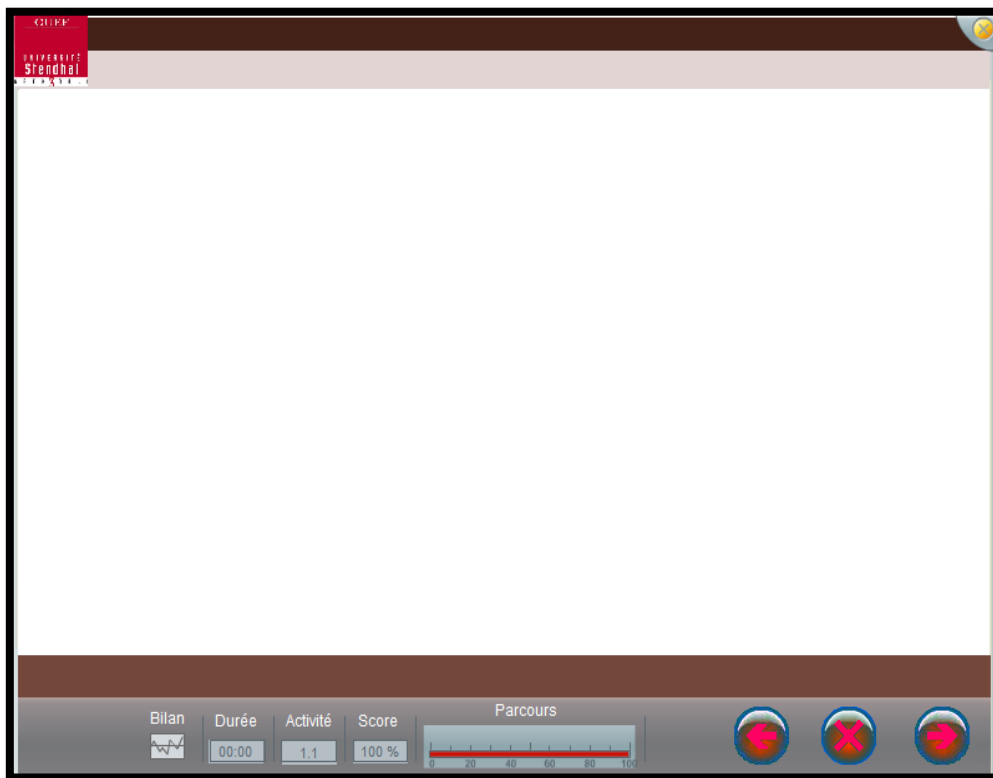 CUEF
UNIVERSITÉ
Stendhal
Bilan
Durée
Activité
Score
Parcours
00:00
1.1
100 %
0 20 40 60 80 100